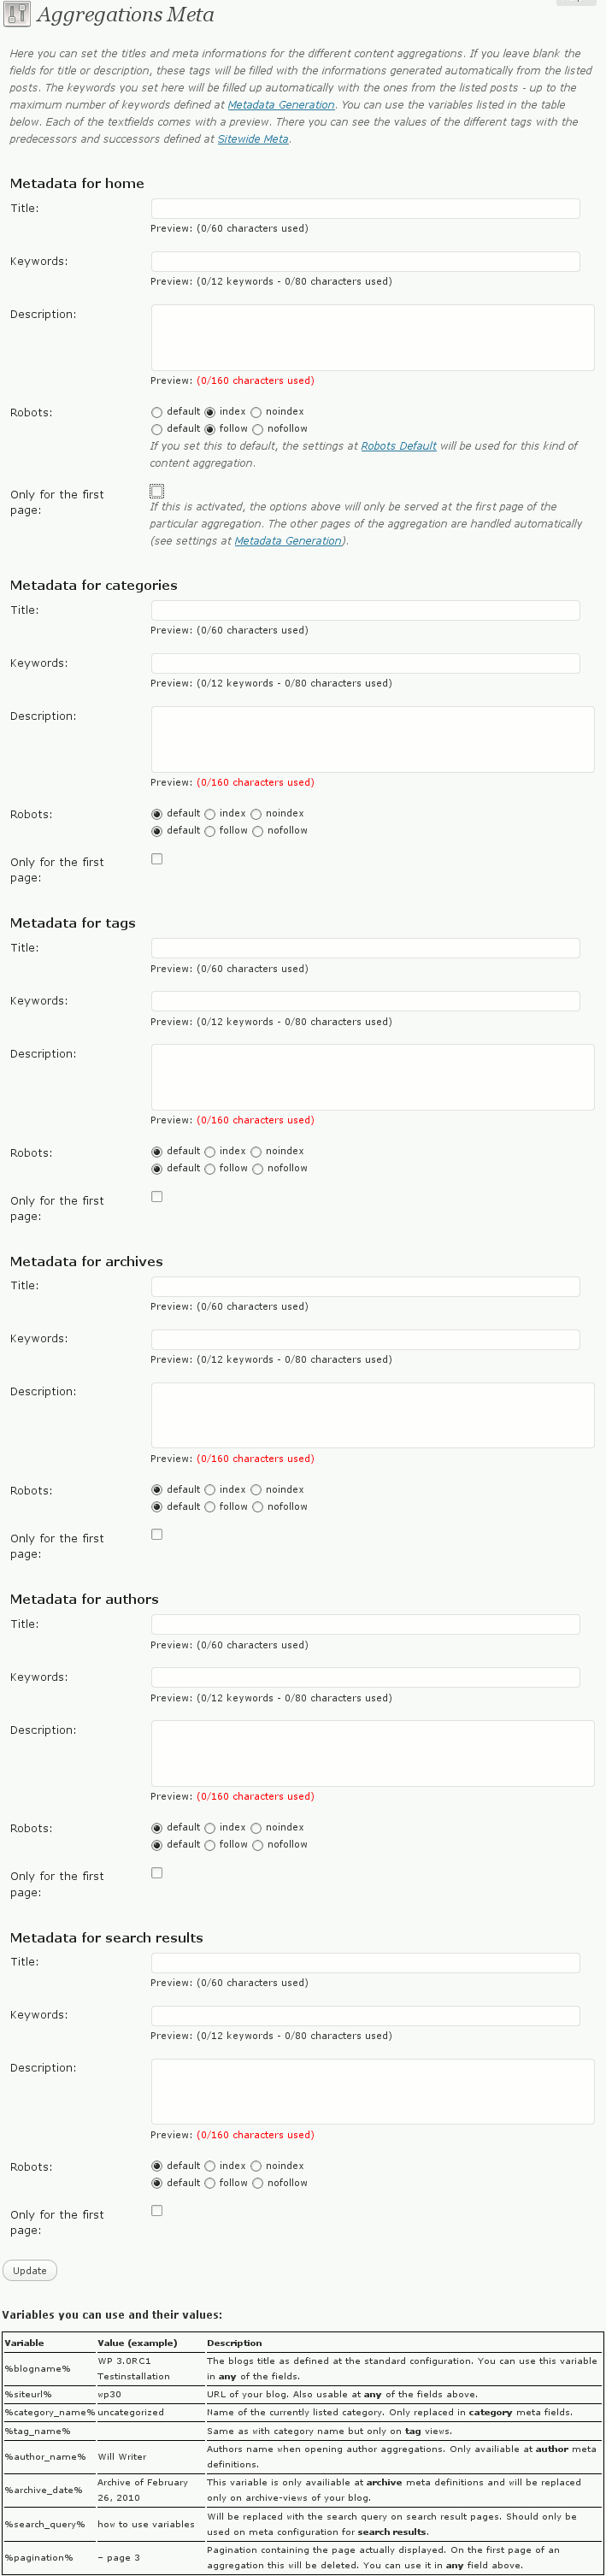 Aggregations Meta
Here you can set the titles and meta informations for the different content aggregations. If you leave blank the
fields for title or description, these tags will be filled with the informations generated automatically from the listed
posts. The keywords you set here will be filled up automatically with the ones from the listed posts - up to the
maximum number of keywords defined at Metadata Generation. You can use the variables listed in the table
below. Each of the textfields comes with a preview. There you can see the values of the different tags with the
predecessors and successors defined at Sitewide Meta.
Metadata for home
Title:
Preview: (0/60 characters used)
Keywords:
Preview: (0/12 keywords - 0/80 characters used)
Description:
Preview: (0/160 characters used)
Robots: default index noindex
default follow nofollow
If you set this to default, the settings at Robots Default will be used for this kind of
content aggregation.
Only for the first
page:
If this is activated, the options above will only be served at the first page of the
particular aggregation. The other pages of the aggregation are handled automatically
(see settings at Metadata Generation).
Metadata for categories
Title:
Preview: (0/60 characters used)
Keywords:
Preview: (0/12 keywords - 0/80 characters used)
Description:
Preview: (0/160 characters used)
Robots: default index noindex
default follow nofollow
Only for the first
page:
Metadata for tags
Title:
Preview: (0/60 characters used)
Keywords:
Preview: (0/12 keywords - 0/80 characters used)
Description:
Preview: (0/160 characters used)
Robots: default index noindex
default follow nofollow
Only for the first
page:
Metadata for archives
Title:
Preview: (0/60 characters used)
Keywords:
Preview: (0/12 keywords - 0/80 characters used)
Description:
Preview: (0/160 characters used)
Robots: default index noindex
default follow nofollow
Only for the first
page:
Metadata for authors
Title:
Preview: (0/60 characters used)
Keywords:
Preview: (0/12 keywords - 0/80 characters used)
Description:
Preview: (0/160 characters used)
Robots: default index noindex
default follow nofollow
Only for the first
page:
Metadata for search results
Title:
Preview: (0/60 characters used)
Keywords:
Preview: (0/12 keywords - 0/80 characters used)
Description:
Preview: (0/160 characters used)
Robots: default index noindex
default follow nofollow
Only for the first
page:
Update
Variables you can use and their values:
Variable Value (example) Description
%blogname% WP 3.0RC1 Testinstallation The blogs title as defined at the standard configuration. You can use this variable
in any of the fields.
%siteurl% wp30 URL of your blog. Also usable at any of the fields above.
%category_name% uncategorized Name of the currently listed category. Only replaced in category meta fields.
%tag_name% Same as with category name but only on tag views.
%author_name% Will Writer Authors name when opening author aggregations. Only availiable at author meta
definitions.
%archive_date% Archive of February 26, 2010 This variable is only availiable at archive meta definitions and will be replaced
only on archive-views of your blog.
%search_query% how to use variables Will be replaced with the search query on search result pages. Should only be
used on meta configuration for search results.
%pagination% – page 3 Pagination containing the page actually displayed. On the first page of an
aggregation this will be deleted. You can use it in any field above.